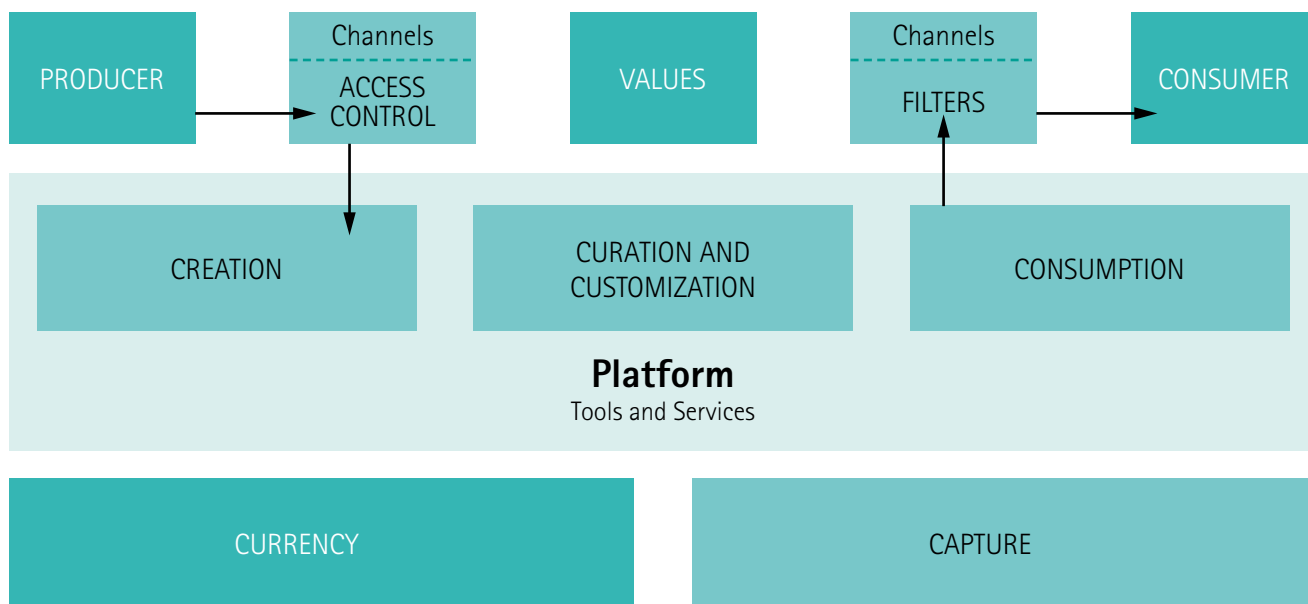 PRODUCER
Channels
ACCESS
CONTROL
VALUES
Channels
FILTERS
CONSUMER
CREATION
CURATION AND
CUSTOMIZATION
CONSUMPTION
Platform
Tools and Services
CURRENCY
CAPTURE